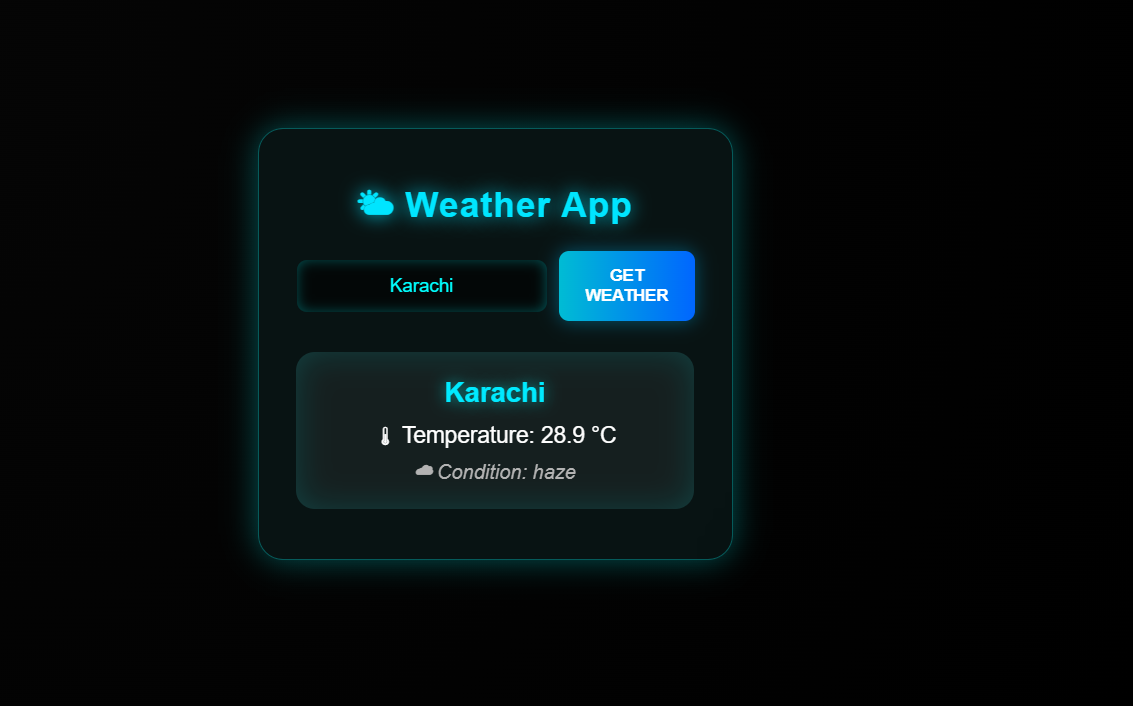 Weather App
Karachi
GET
WEATHER
Karachi
Temperature: 28.9 °C
Condition: haze